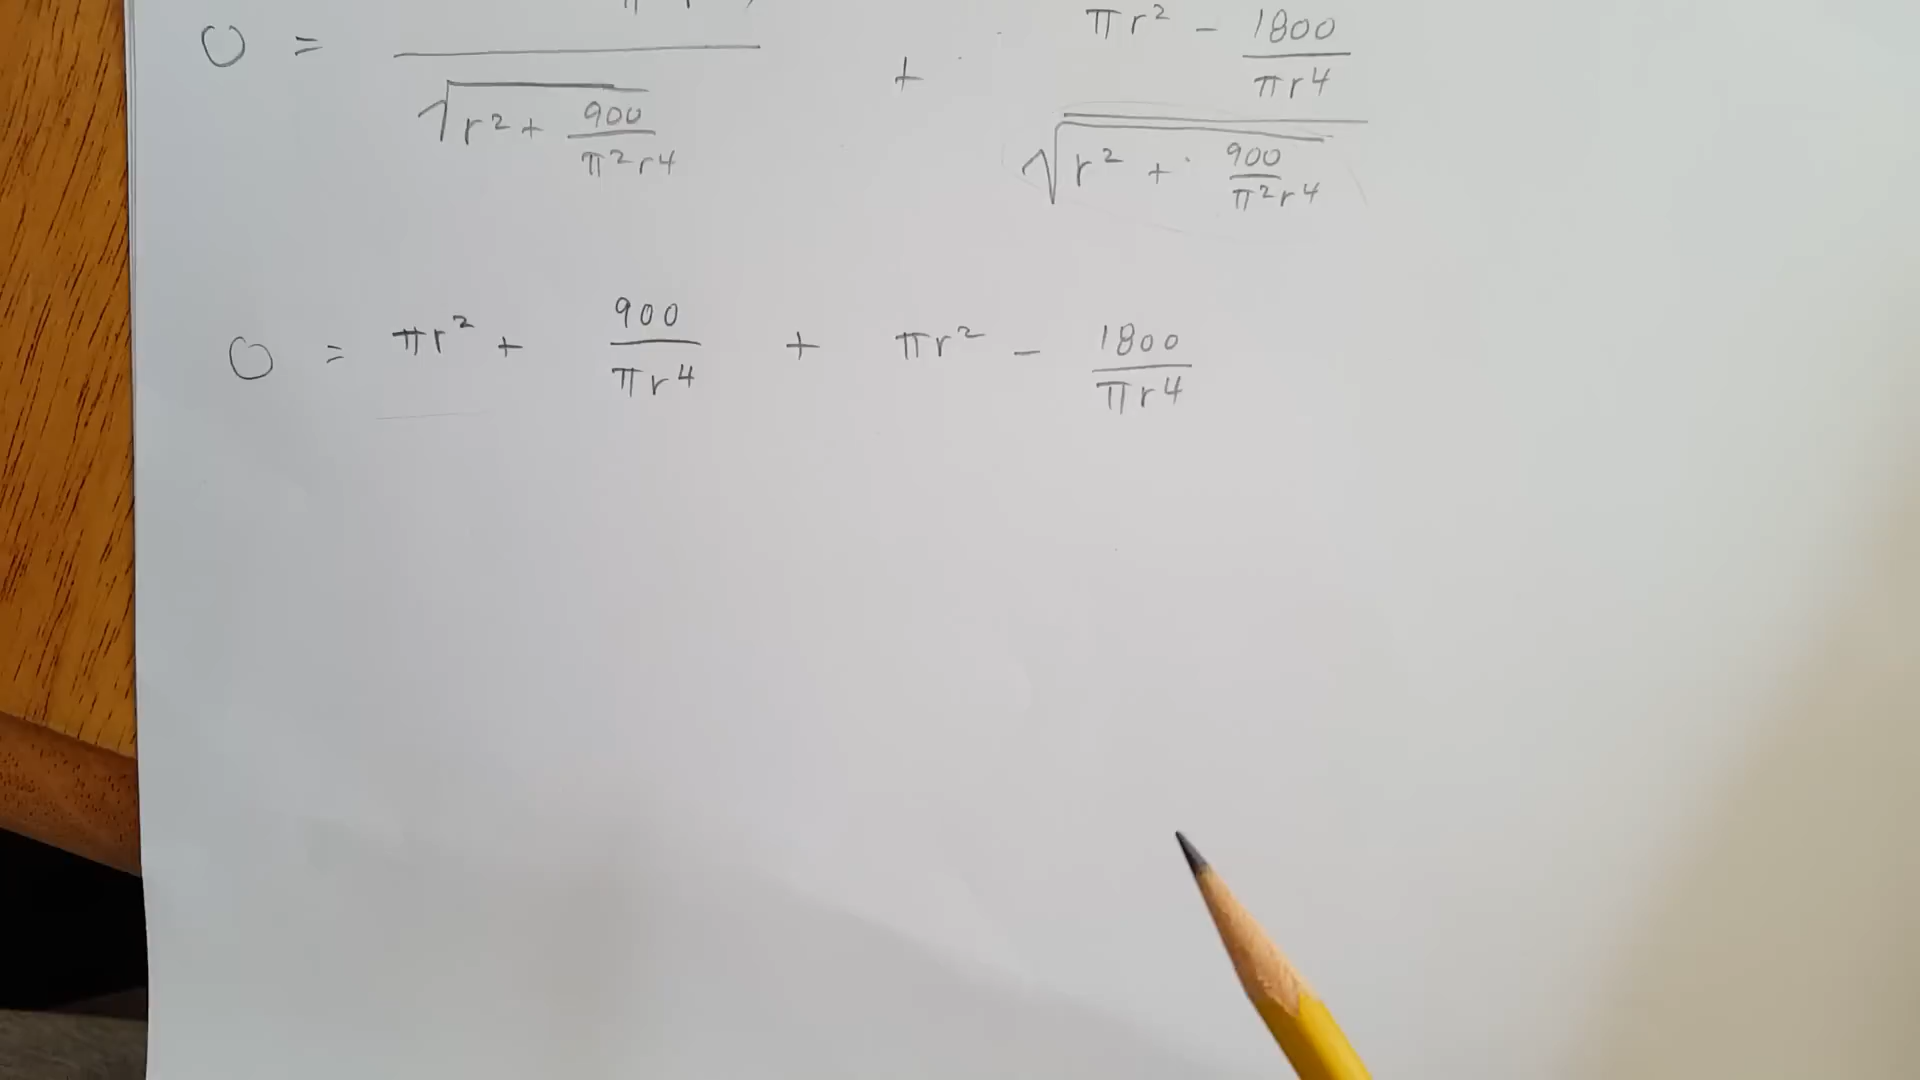 0 = ―――― / √(r² + 900/(π²r⁴)) + (πr² - 1800/(πr⁴)) / √(r² + 900/(π²r⁴))
0 = πr² + 900/(πr⁴) + πr² - 1800/(πr⁴)